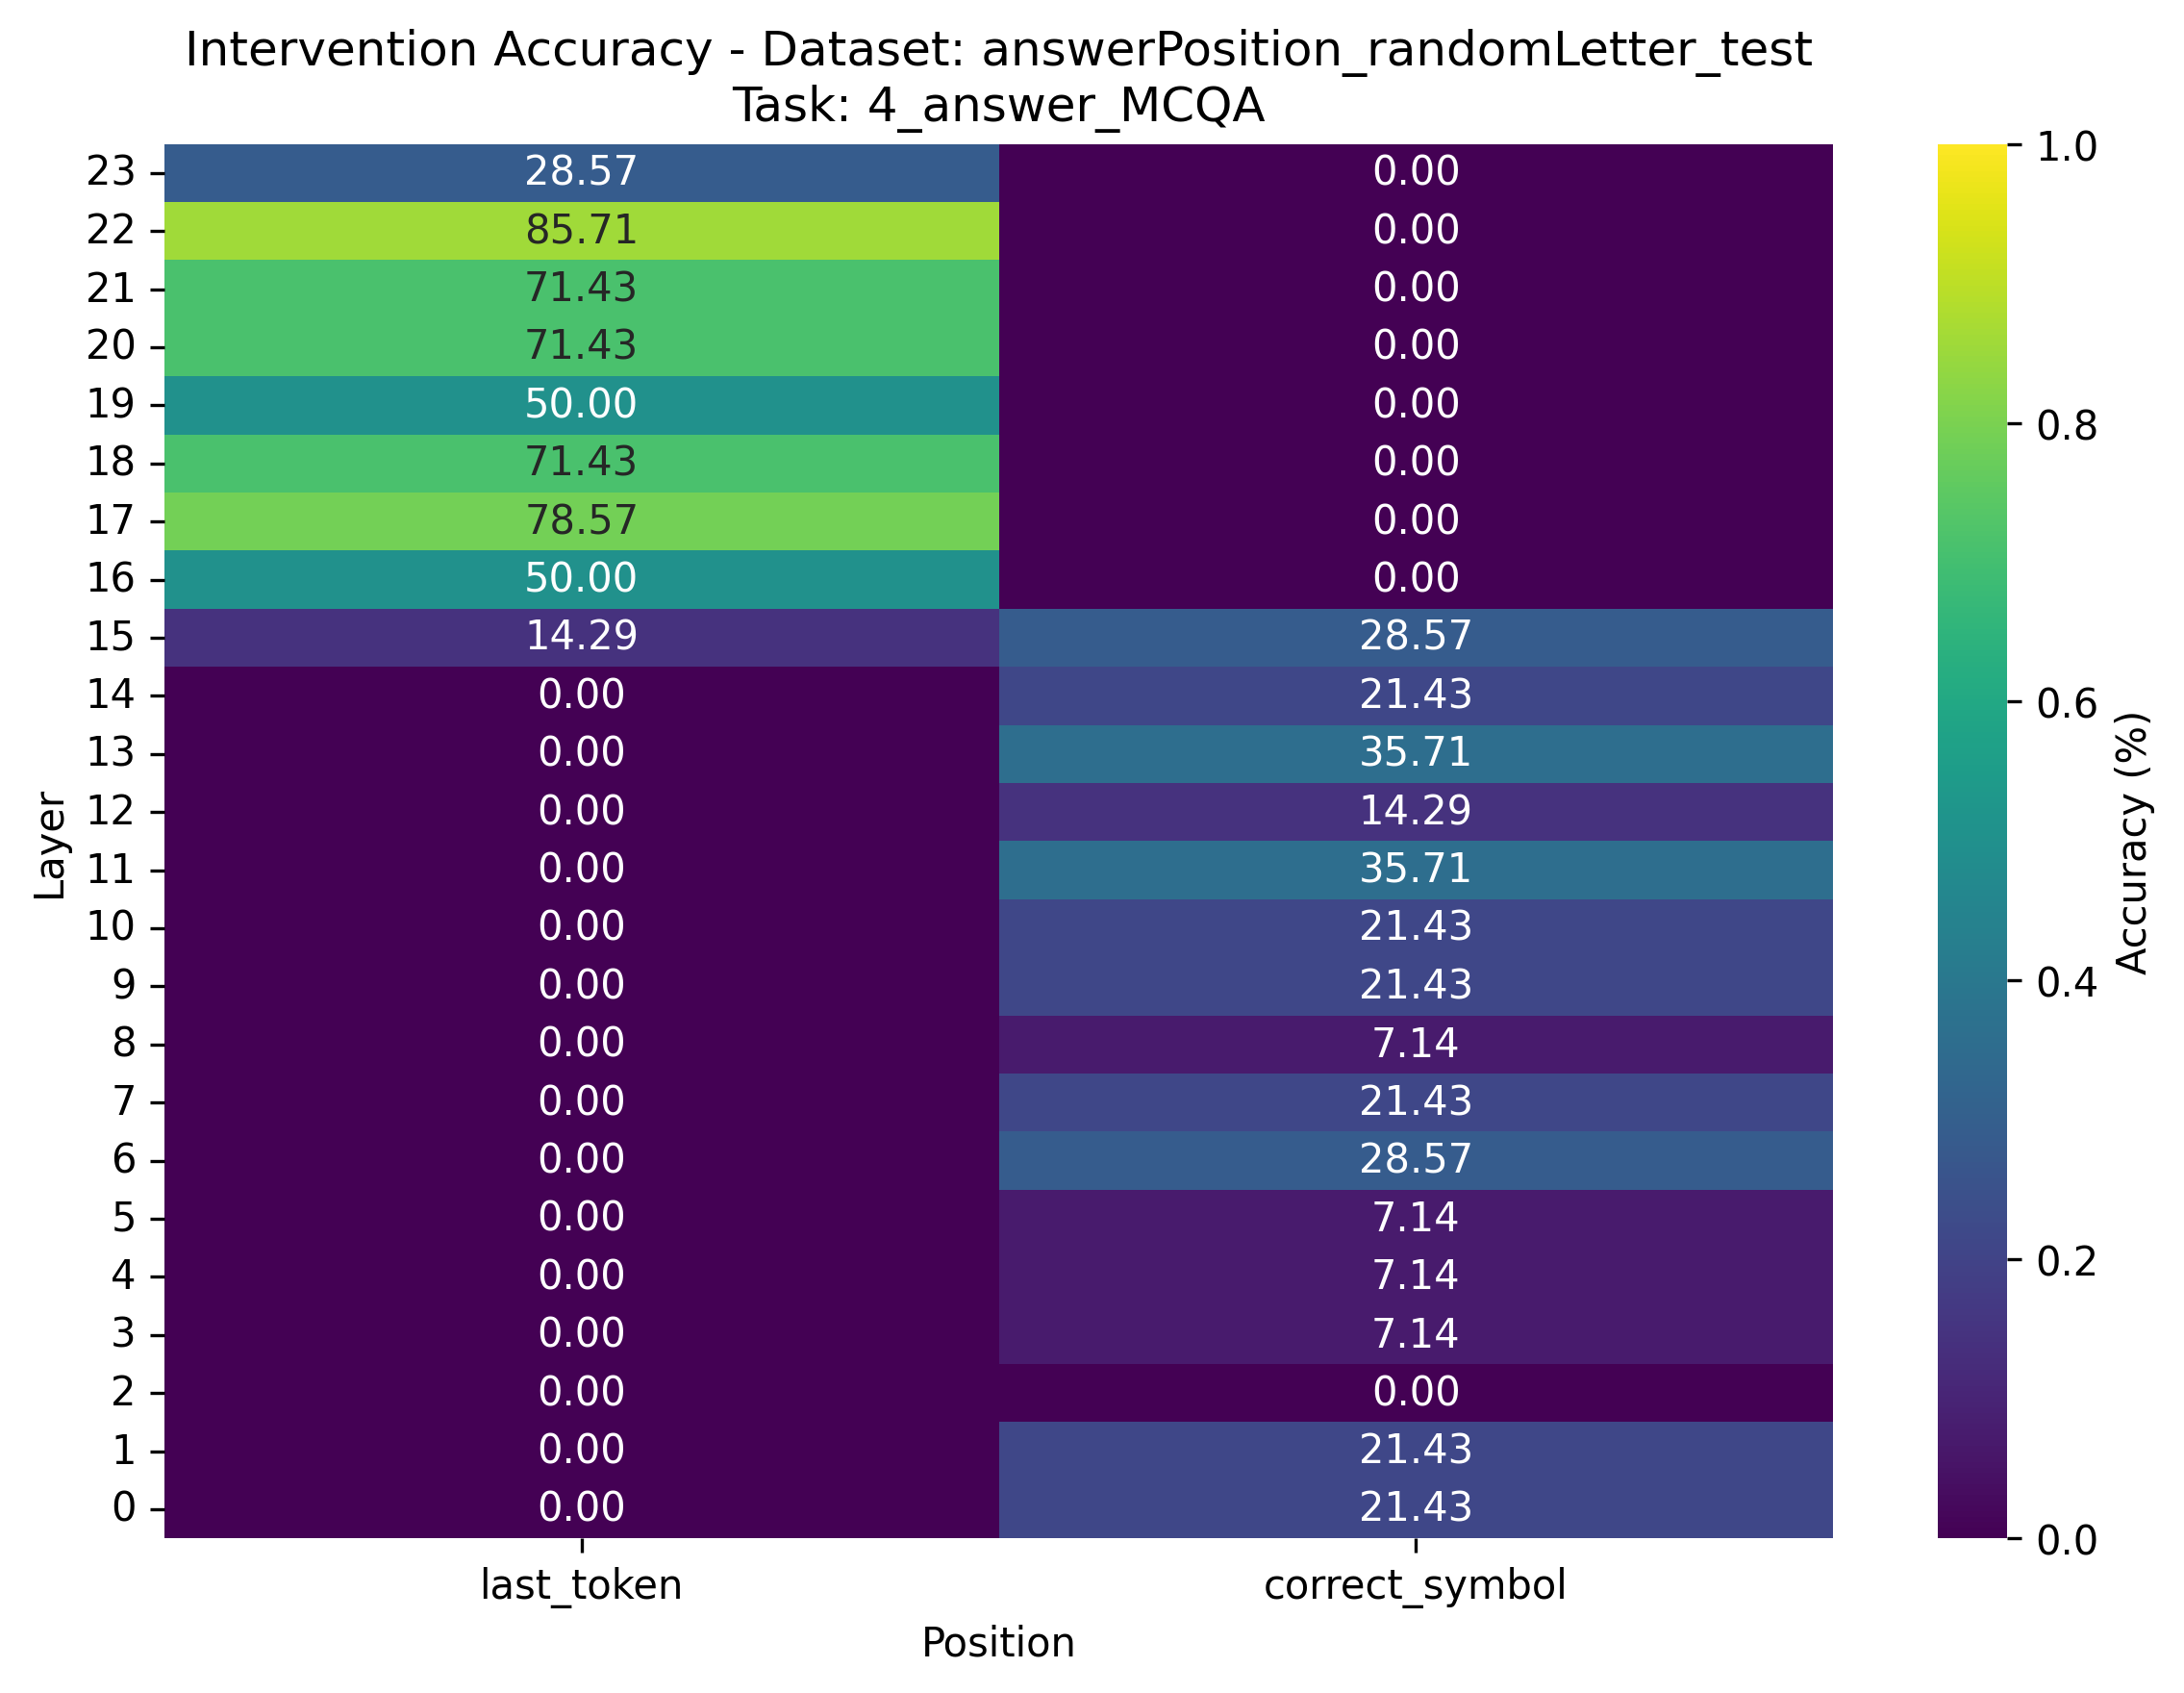 Intervention Accuracy - Dataset: answerPosition_randomLetter_test
Task: 4_answer_MCQA
23 28.57 0.00
22 85.71 0.00
21 71.43 0.00
20 71.43 0.00
19 50.00 0.00
18 71.43 0.00
17 78.57 0.00
16 50.00 0.00
15 14.29 28.57
14 0.00 21.43
13 0.00 35.71
12 0.00 14.29
11 0.00 35.71
10 0.00 21.43
9 0.00 21.43
8 0.00 7.14
7 0.00 21.43
6 0.00 28.57
5 0.00 7.14
4 0.00 7.14
3 0.00 7.14
2 0.00 0.00
1 0.00 21.43
0 0.00 21.43
last_token correct_symbol
Position
Layer
1.0
0.8
0.6
0.4
0.2
0.0
Accuracy (%)